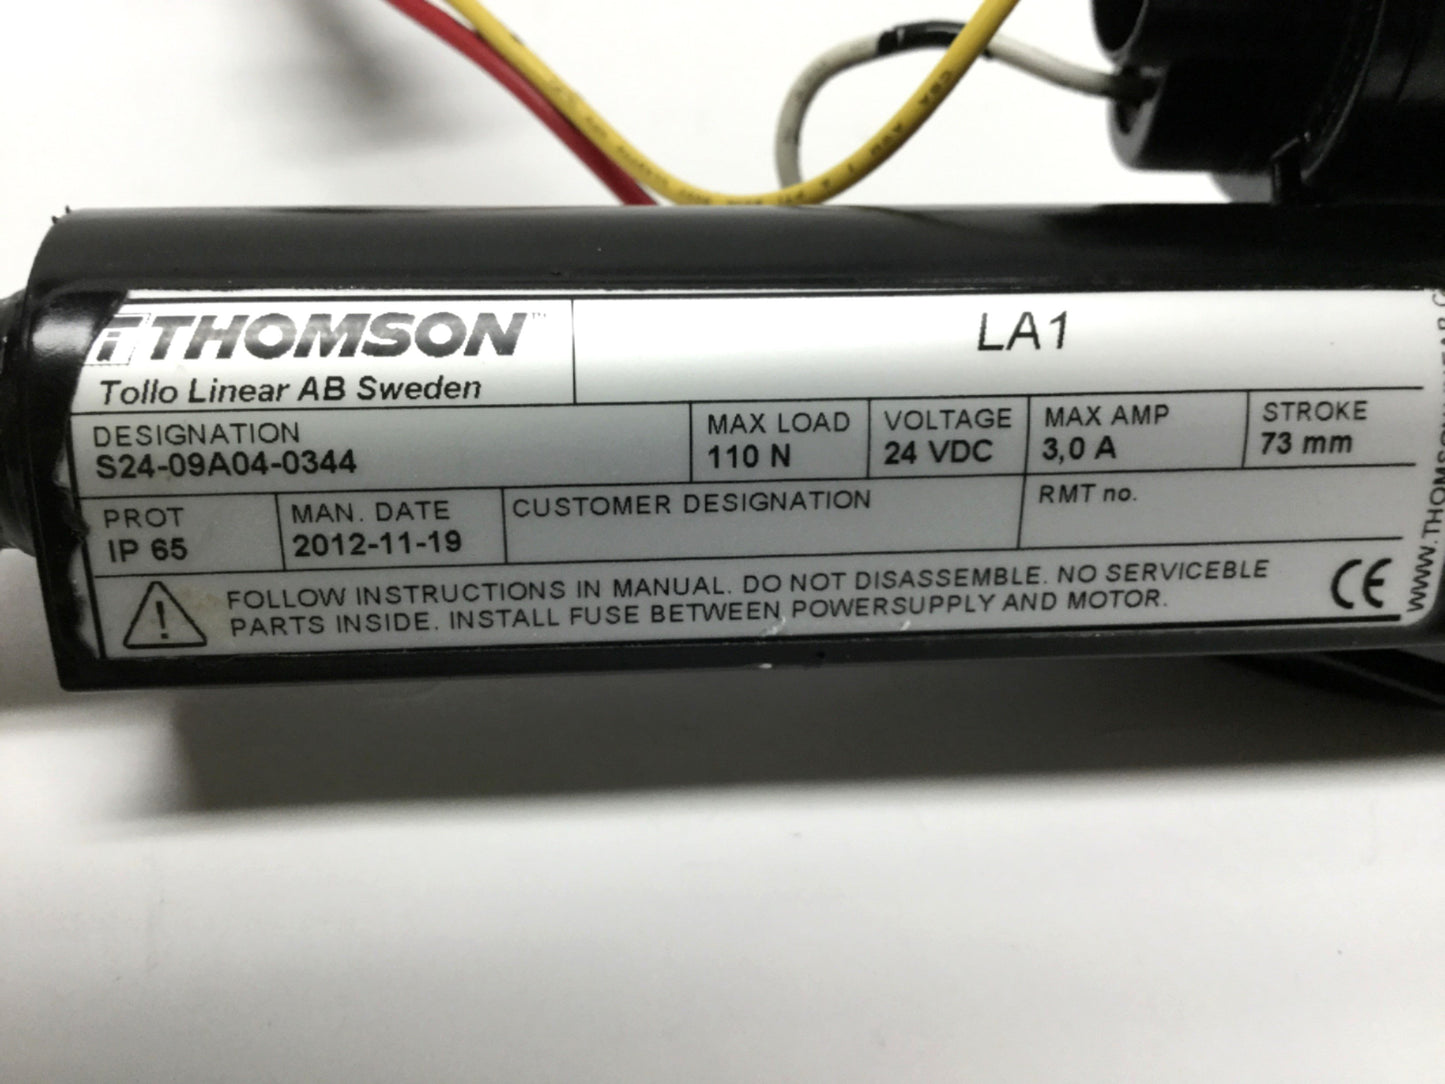 THOMSON™
Tollo Linear AB Sweden
LA1
DESIGNATION
S24-09A04-0344
MAX LOAD
110 N
VOLTAGE
24 VDC
MAX AMP
3,0 A
STROKE
73 mm
PROT
IP 65
MAN. DATE
2012-11-19
CUSTOMER DESIGNATION
RMT no.
FOLLOW INSTRUCTIONS IN MANUAL. DO NOT DISASSEMBLE. NO SERVICEBLE
PARTS INSIDE. INSTALL FUSE BETWEEN POWERSUPPLY AND MOTOR.
CE